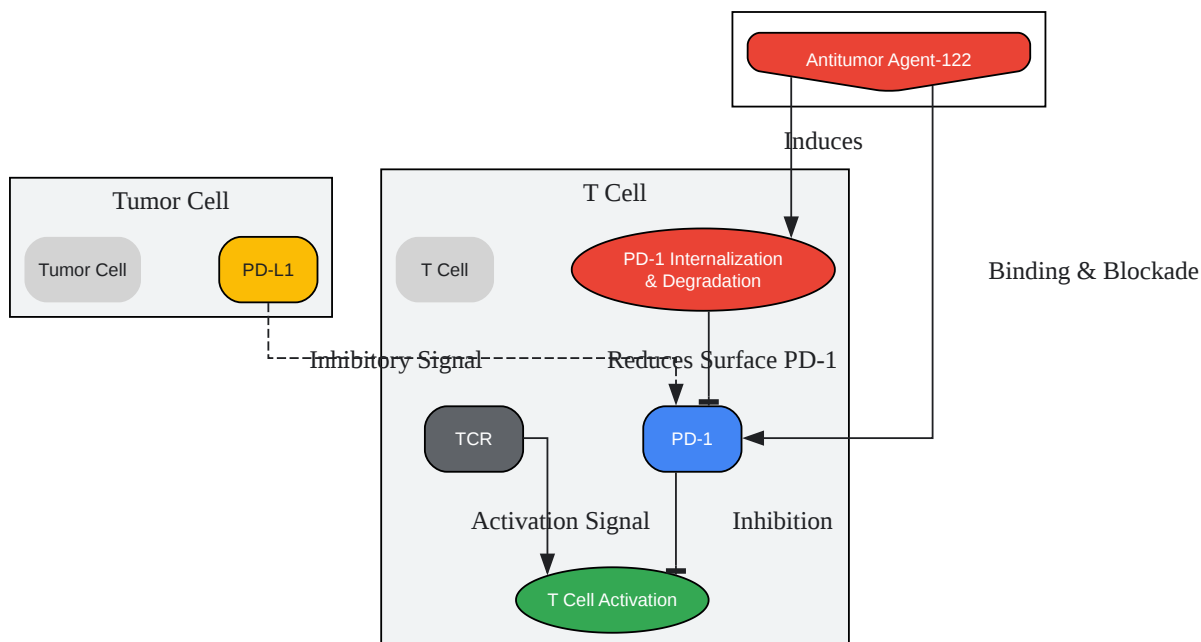 Antitumor Agent-122
Induces
Tumor Cell
T Cell
Tumor Cell
PD-L1
T Cell
PD-1 Internalization
& Degradation
Binding & Blockade
Inhibitory Signal
Reduces Surface PD-1
TCR
PD-1
Activation Signal
Inhibition
T Cell Activation